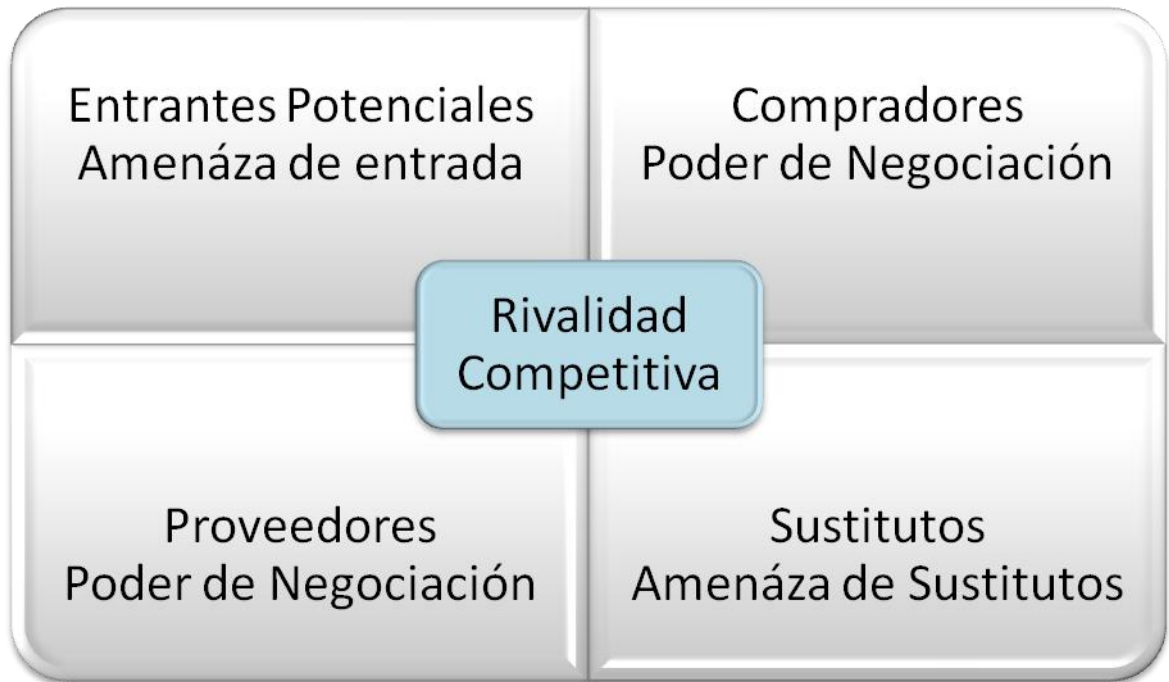 Entrantes Potenciales
Amenáza de entrada
Compradores
Poder de Negociación
Rivalidad
Competitiva
Proveedores
Poder de Negociación
Sustitutos
Amenáza de Sustitutos